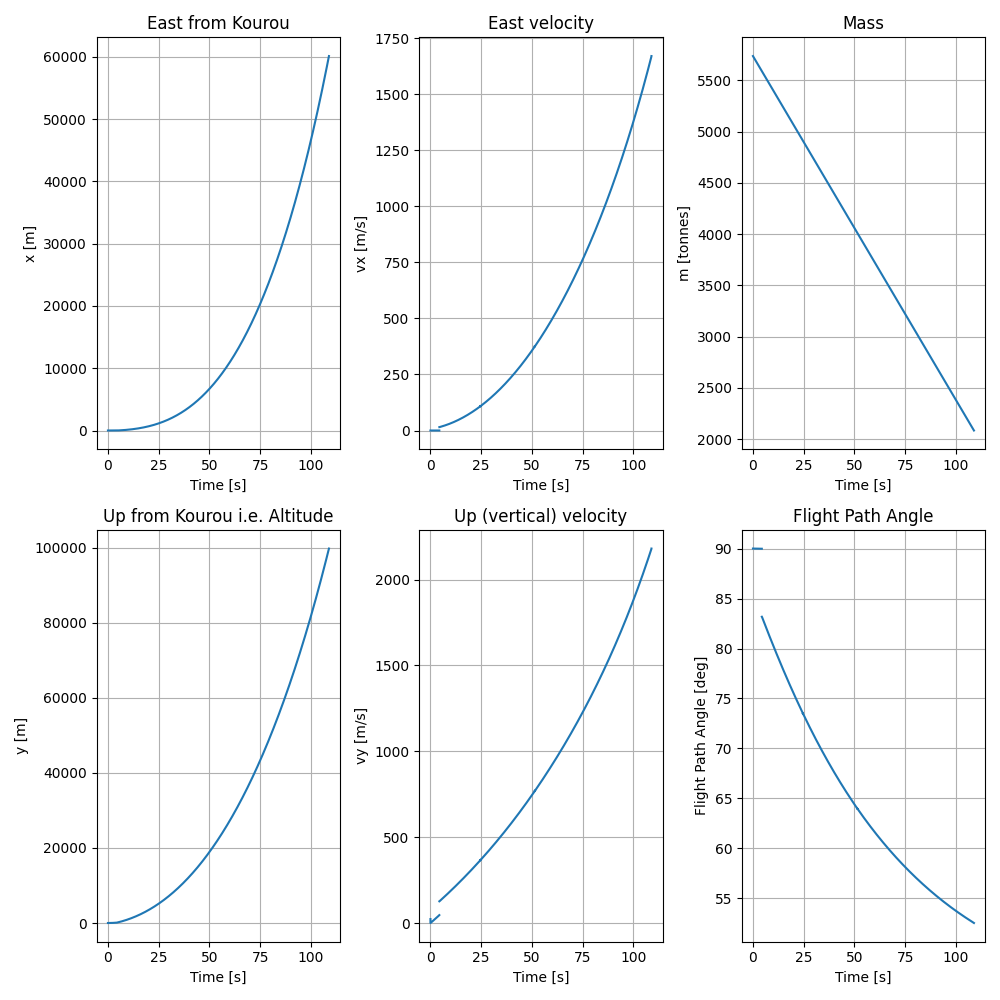 East from Kourou
x [m]
60000
50000
40000
30000
20000
10000
0
0 25 50 75 100
Time [s]
East velocity
vx [m/s]
1750
1500
1250
1000
750
500
250
0
0 25 50 75 100
Time [s]
Mass
m [tonnes]
5500
5000
4500
4000
3500
3000
2500
2000
0 25 50 75 100
Time [s]
Up from Kourou i.e. Altitude
y [m]
100000
80000
60000
40000
20000
0
0 25 50 75 100
Time [s]
Up (vertical) velocity
vy [m/s]
2000
1500
1000
500
0
0 25 50 75 100
Time [s]
Flight Path Angle
Flight Path Angle [deg]
90
85
80
75
70
65
60
55
0 25 50 75 100
Time [s]